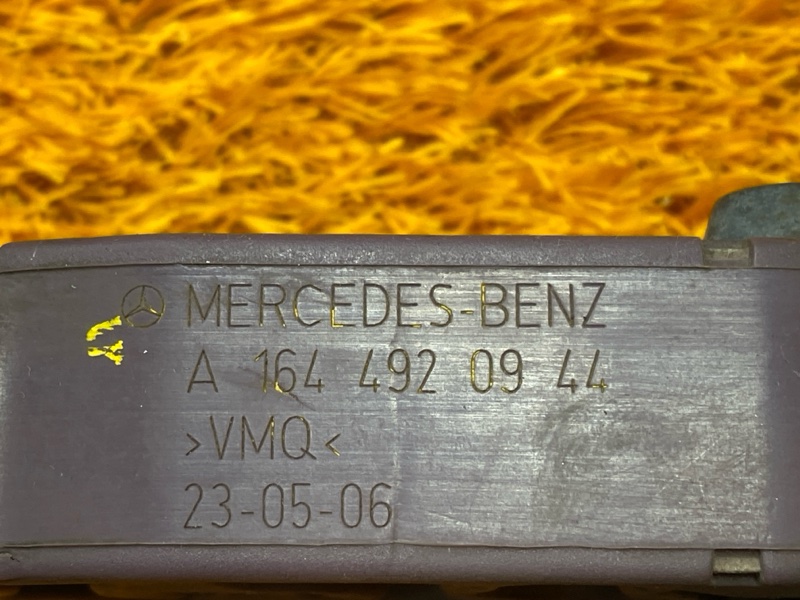 MERCEDES-BENZ
A 164 492 09 44
>VMQ<
23-05-06